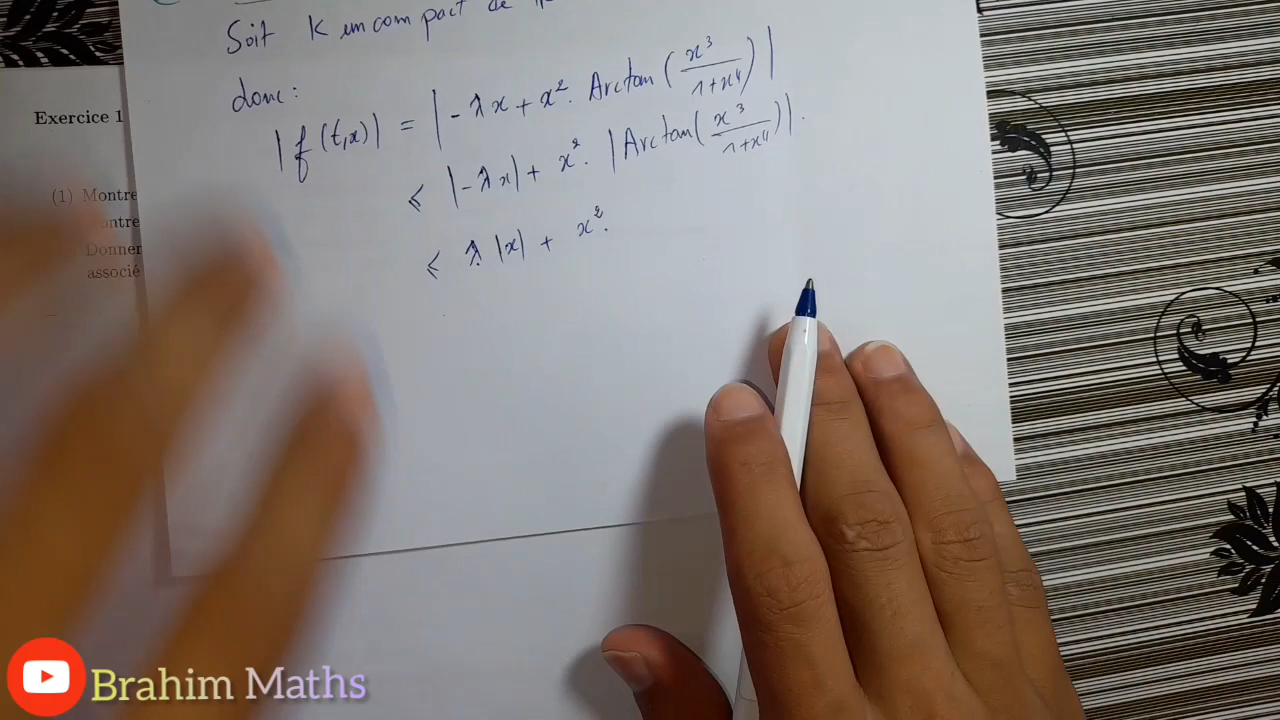 Soit K un compact de
donc :
|f(t,x)| = |-λx + x². Arctan(x³/1+x⁴)|
≤ |-λx| + x². |Arctan(x³/1+x⁴)|.
≤ λ.|x| + x².
Exercice 1
(1) Montre
ontre
Donner
associé
Brahim Maths